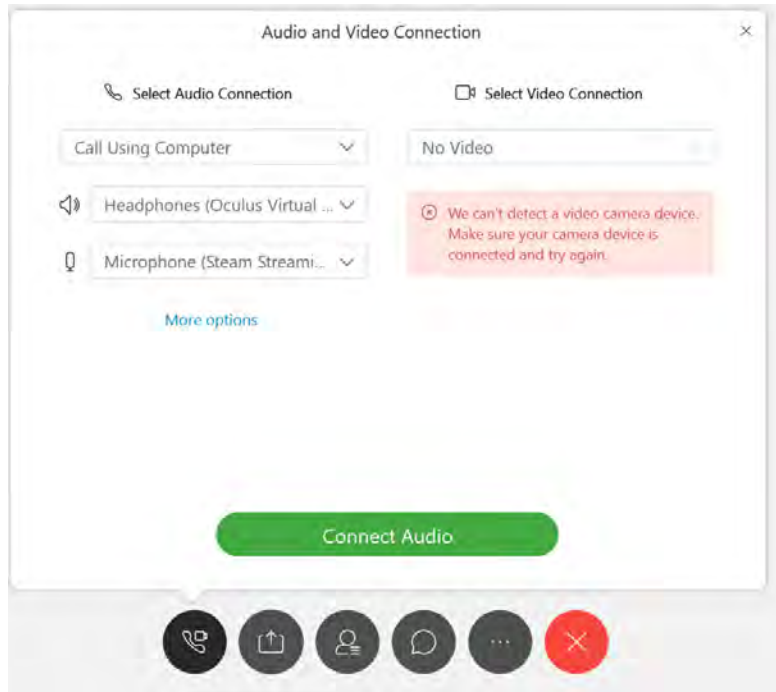 Audio and Video Connection
Select Audio Connection
Select Video Connection
Call Using Computer
No Video
Headphones (Oculus Virtual ...
We can't detect a video camera device.
Make sure your camera device is
connected and try again.
Microphone (Steam Streami...
More options
Connect Audio